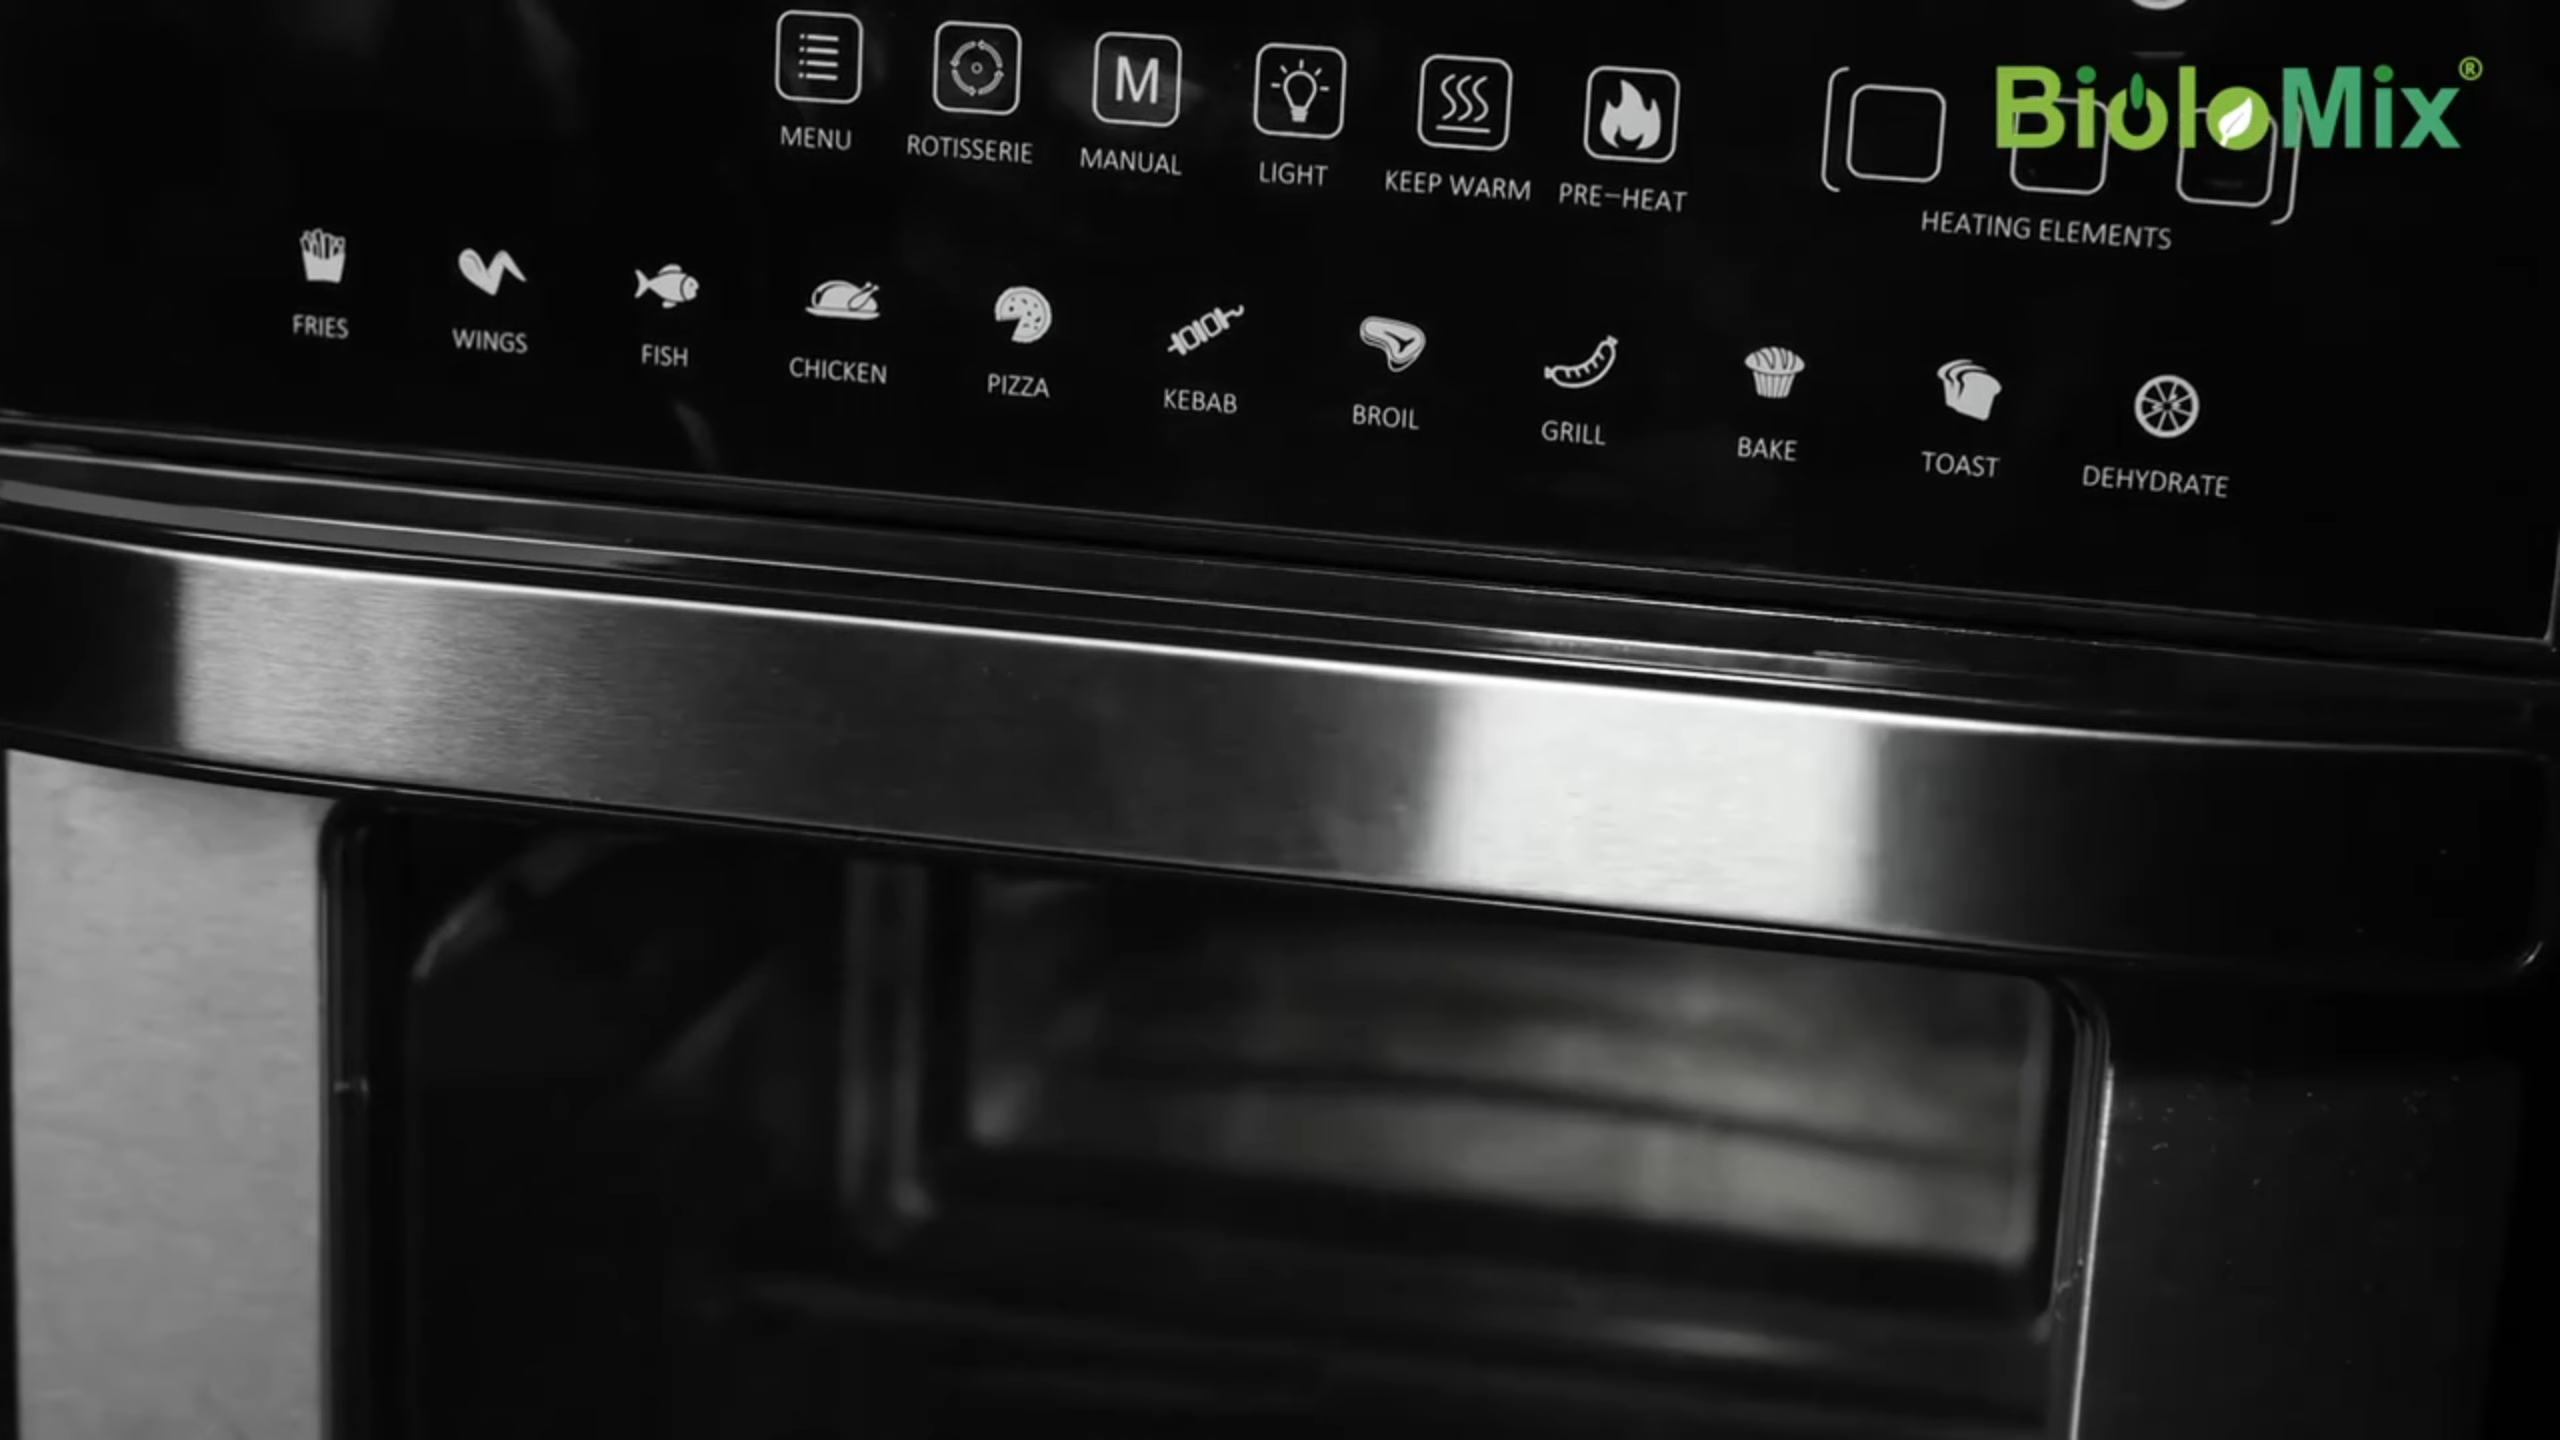 BioloMix®
MENU ROTISSERIE M MANUAL LIGHT KEEP WARM PRE-HEAT HEATING ELEMENTS
FRIES WINGS FISH CHICKEN PIZZA KEBAB BROIL GRILL BAKE TOAST DEHYDRATE